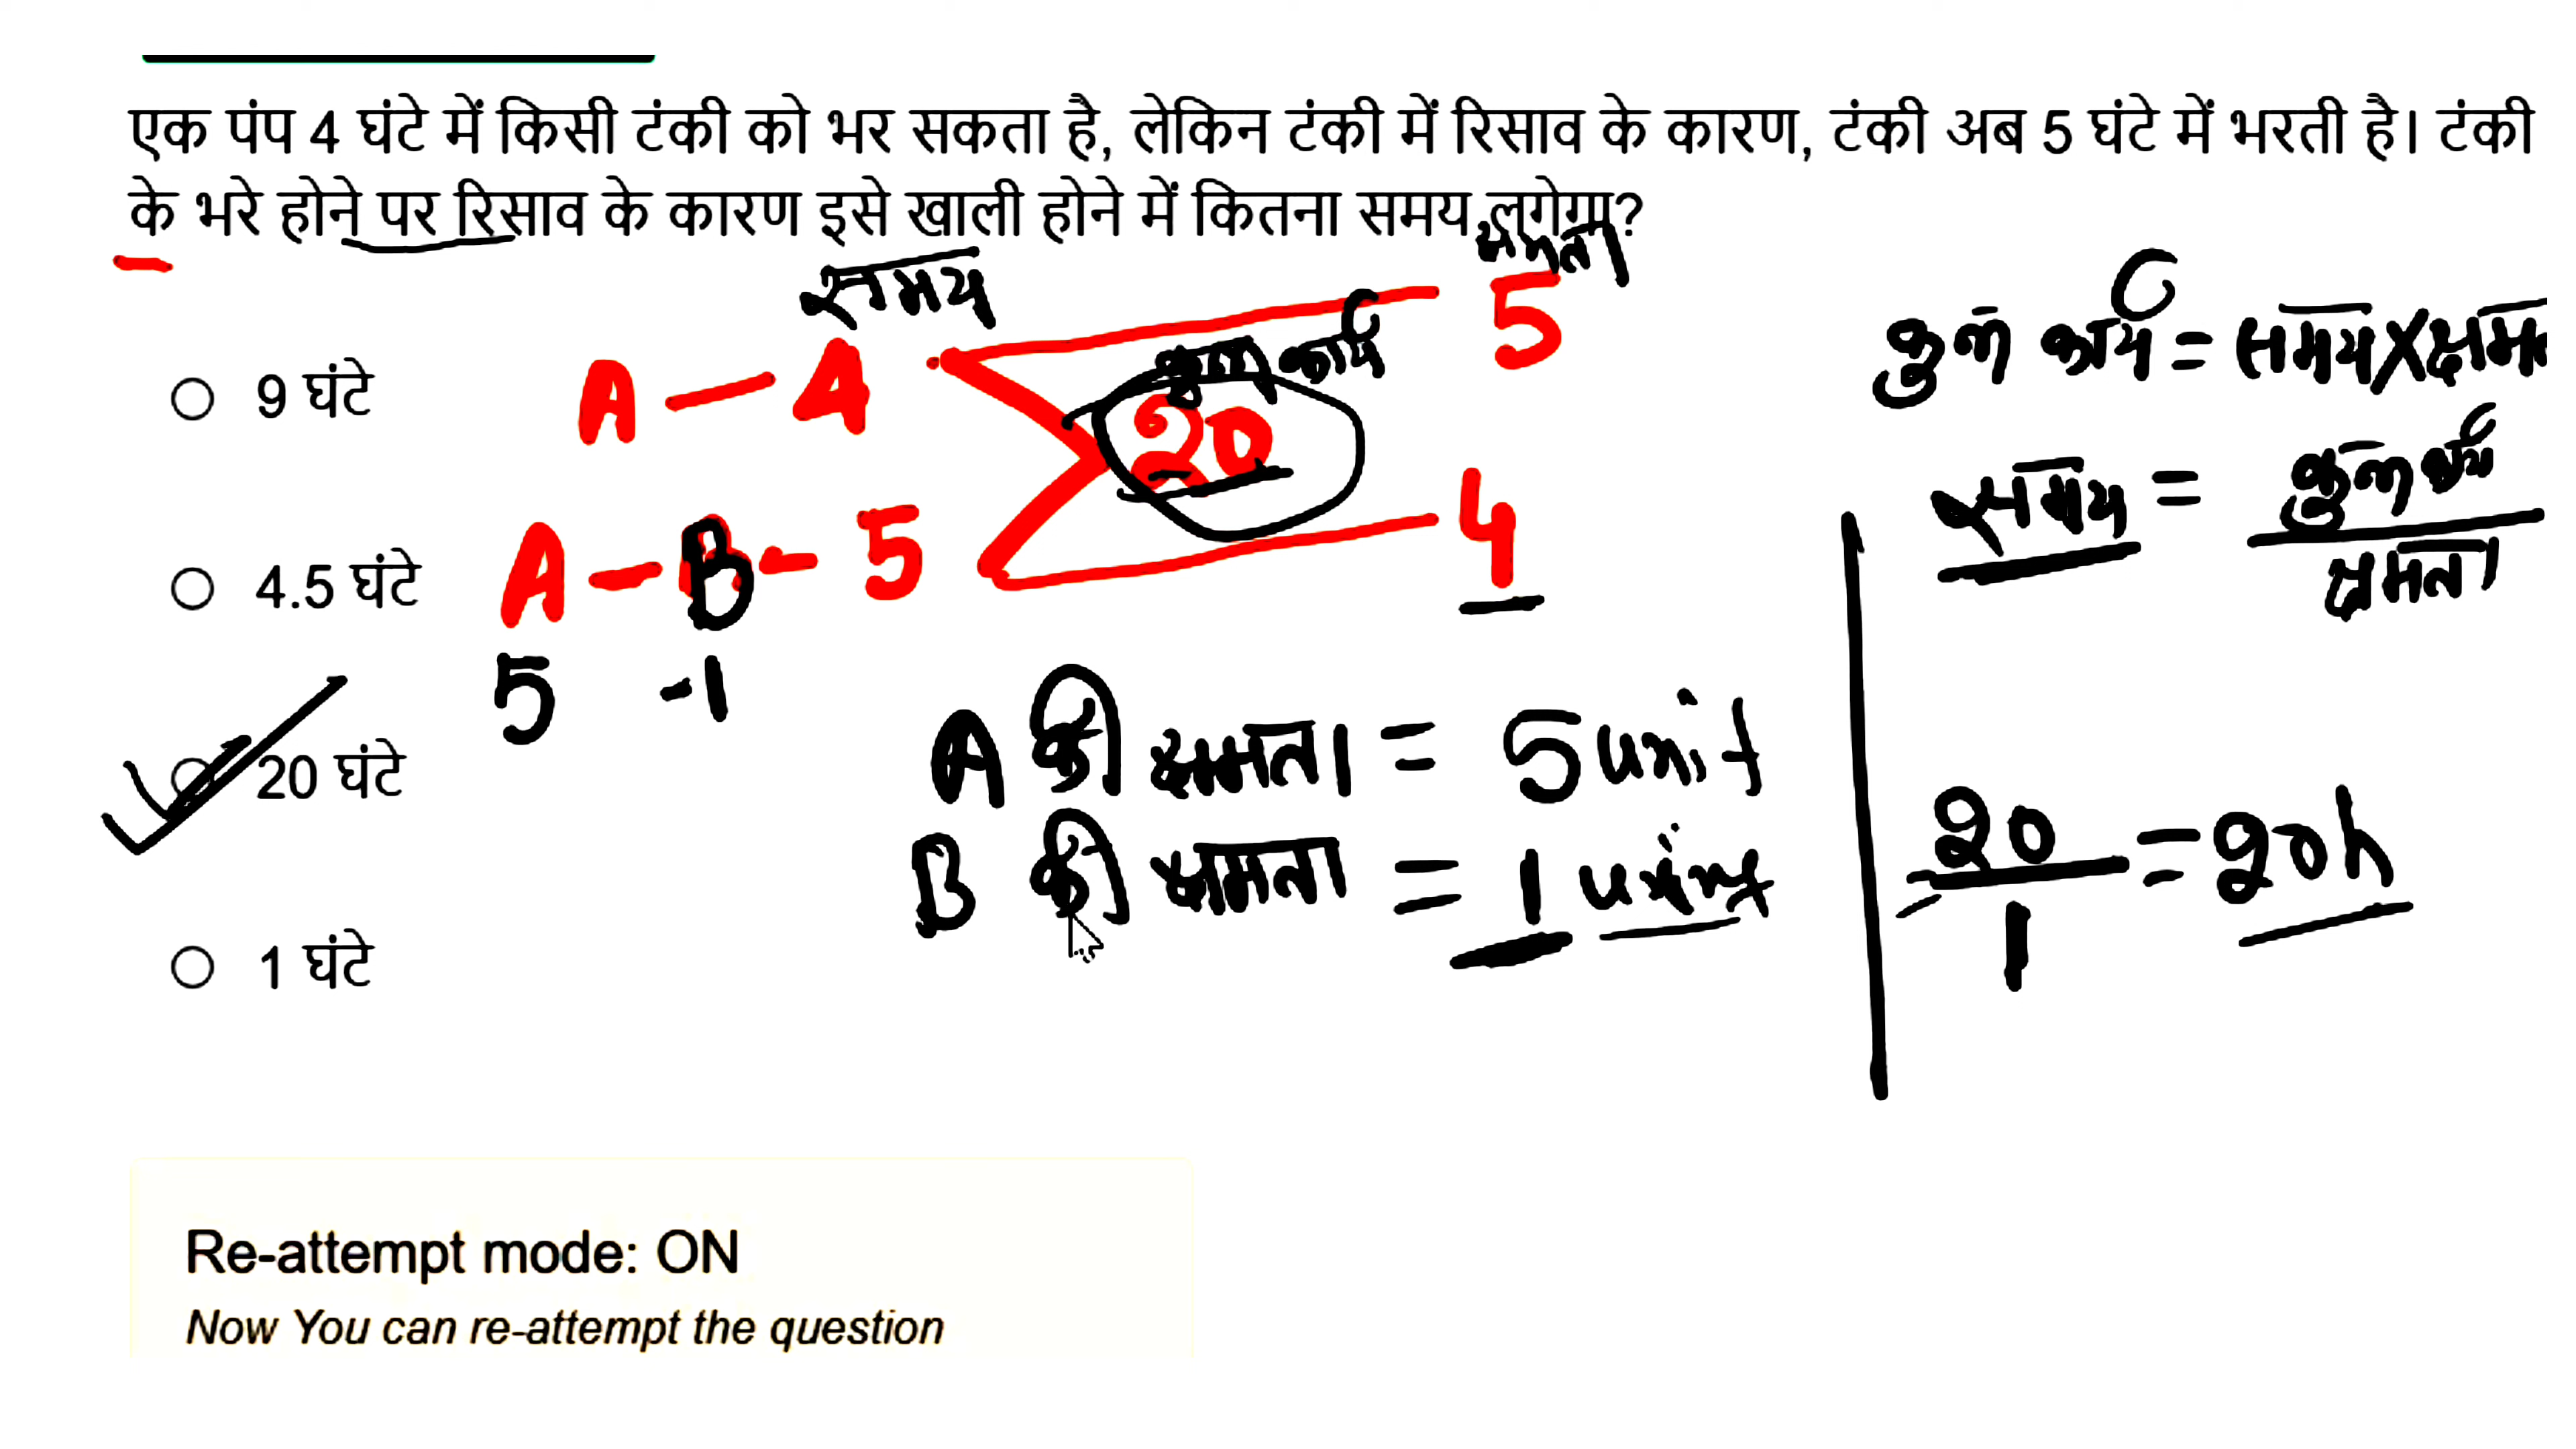 एक पंप 4 घंटे में किसी टंकी को भर सकता है, लेकिन टंकी में रिसाव के कारण, टंकी अब 5 घंटे में भरती है। टंकी
के भरे होने पर रिसाव के कारण इसे खाली होने में कितना समय लगेगा?
समय
क्षमता
9 घंटे
A — 4
कुल कार्य
20
5
कुल कार्य = समय × क्षम
4.5 घंटे
A - B - 5
4
समय = कुल कार्य
क्षमता
5 -1
20 घंटे
A की क्षमता = 5 unit
B की क्षमता = 1
20 = 20h
1
1 घंटे
Re-attempt mode: ON
Now You can re-attempt the question